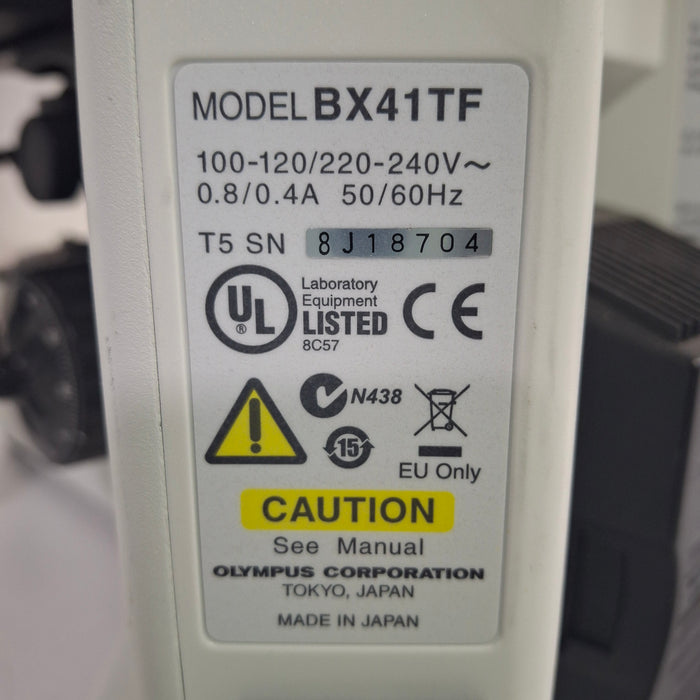 MODEL BX41TF
100-120/220-240V～
0.8/0.4A 50/60Hz
T5 SN 8J18704
UL ®
Laboratory
Equipment
LISTED
8C57
CE
N438
15
EU Only
CAUTION
See Manual
OLYMPUS CORPORATION
TOKYO, JAPAN
MADE IN JAPAN